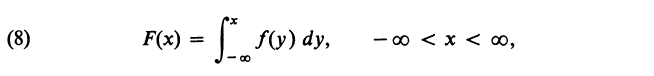 (8) F(x) = ∫_{-∞}^{x} f(y) dy, -∞ < x < ∞,